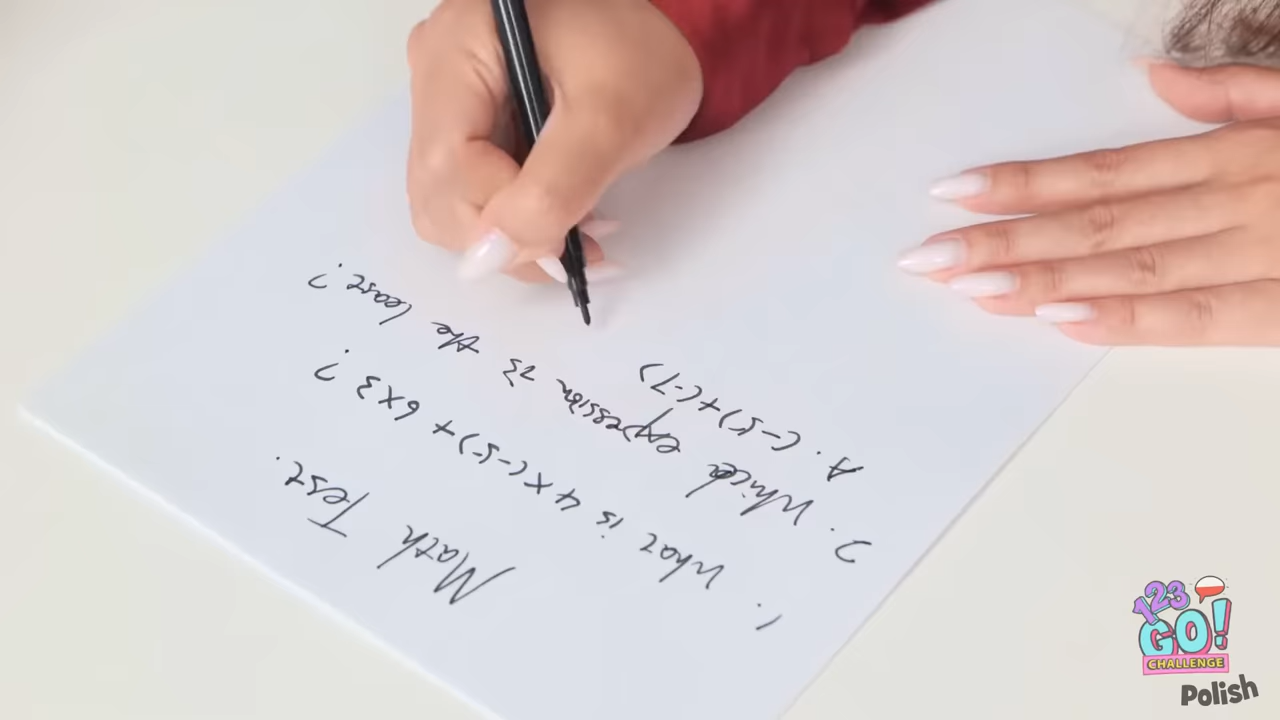 Math Test.
1. What is 4×(-5)+6×3?
2. Which expression is the least?
A. (-5)+(-7)
123
GO!
CHALLENGE
Polish